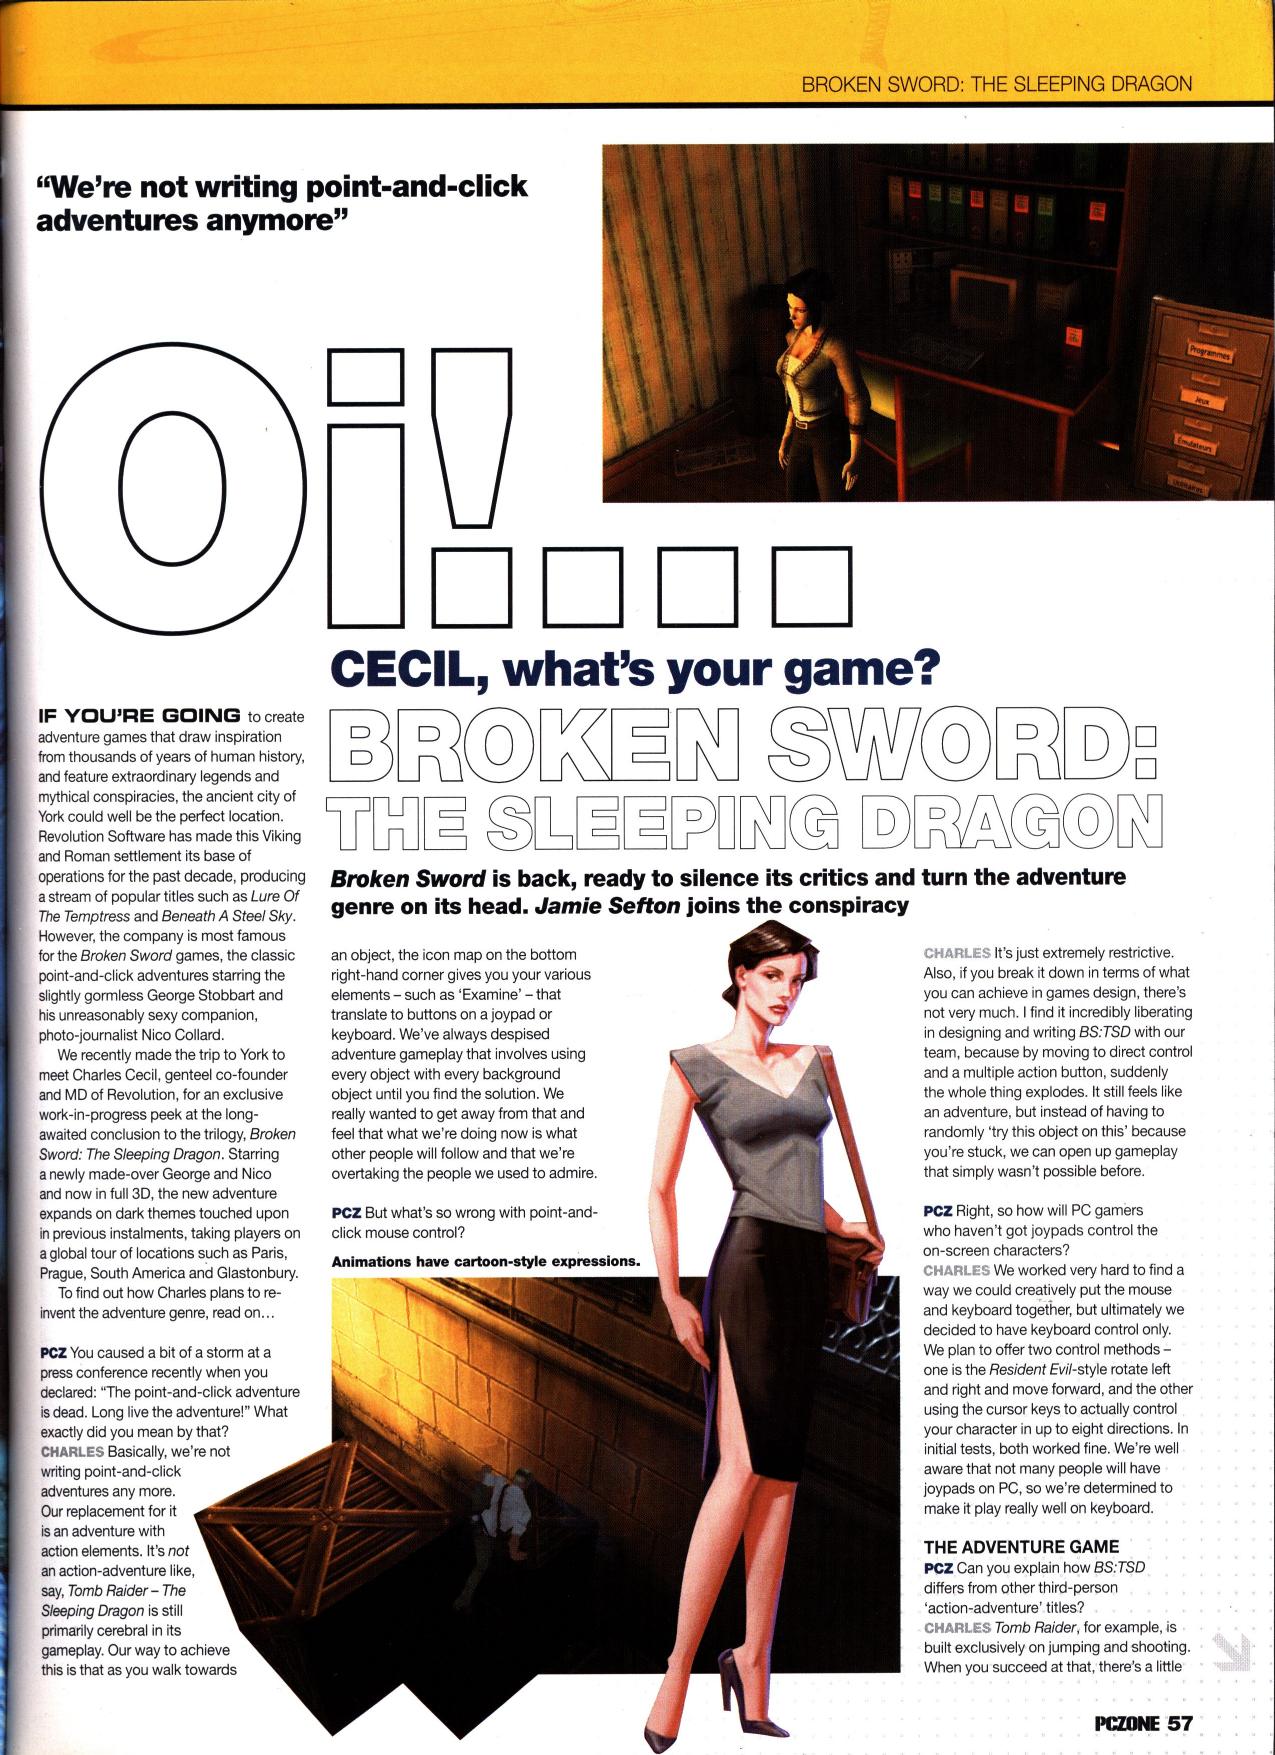 BROKEN SWORD: THE SLEEPING DRAGON
“We’re not writing point-and-click
adventures anymore”
Programmes
Jeux
Émulateurs
Utilitaires
Oi!...
CECIL, what’s your game?
BROKEN SWORD:
THE SLEEPING DRAGON
Broken Sword is back, ready to silence its critics and turn the adventure
genre on its head. Jamie Sefton joins the conspiracy
IF YOU’RE GOING to create
adventure games that draw inspiration
from thousands of years of human history,
and feature extraordinary legends and
mythical conspiracies, the ancient city of
York could well be the perfect location.
Revolution Software has made this Viking
and Roman settlement its base of
operations for the past decade, producing
a stream of popular titles such as Lure Of
The Temptress and Beneath A Steel Sky.
However, the company is most famous
for the Broken Sword games, the classic
point-and-click adventures starring the
slightly gormless George Stobbart and
his unreasonably sexy companion,
photo-journalist Nico Collard.
We recently made the trip to York to
meet Charles Cecil, genteel co-founder
and MD of Revolution, for an exclusive
work-in-progress peek at the long-
awaited conclusion to the trilogy, Broken
Sword: The Sleeping Dragon. Starring
a newly made-over George and Nico
and now in full 3D, the new adventure
expands on dark themes touched upon
in previous instalments, taking players on
a global tour of locations such as Paris,
Prague, South America and Glastonbury.
To find out how Charles plans to re-
invent the adventure genre, read on…
PCZ You caused a bit of a storm at a
press conference recently when you
declared: “The point-and-click adventure
is dead. Long live the adventure!” What
exactly did you mean by that?
CHARLES Basically, we’re not
writing point-and-click
adventures any more.
Our replacement for it
is an adventure with
action elements. It’s not
an action-adventure like,
say, Tomb Raider – The
Sleeping Dragon is still
primarily cerebral in its
gameplay. Our way to achieve
this is that as you walk towards
an object, the icon map on the bottom
right-hand corner gives you your various
elements – such as ‘Examine’ – that
translate to buttons on a joypad or
keyboard. We’ve always despised
adventure gameplay that involves using
every object with every background
object until you find the solution. We
really wanted to get away from that and
feel that what we’re doing now is what
other people will follow and that we’re
overtaking the people we used to admire.
PCZ But what’s so wrong with point-and-
click mouse control?
Animations have cartoon-style expressions.
CHARLES It’s just extremely restrictive.
Also, if you break it down in terms of what
you can achieve in games design, there’s
not very much. I find it incredibly liberating
in designing and writing BS:TSD with our
team, because by moving to direct control
and a multiple action button, suddenly
the whole thing explodes. It still feels like
an adventure, but instead of having to
randomly ‘try this object on this’ because
you’re stuck, we can open up gameplay
that simply wasn’t possible before.
PCZ Right, so how will PC gamers
who haven’t got joypads control the
on-screen characters?
CHARLES We worked very hard to find a
way we could creatively put the mouse
and keyboard together, but ultimately we
decided to have keyboard control only.
We plan to offer two control methods –
one is the Resident Evil-style rotate left
and right and move forward, and the other
using the cursor keys to actually control
your character in up to eight directions. In
initial tests, both worked fine. We’re well
aware that not many people will have
joypads on PC, so we’re determined to
make it play really well on keyboard.
THE ADVENTURE GAME
PCZ Can you explain how BS:TSD
differs from other third-person
‘action-adventure’ titles?
CHARLES Tomb Raider, for example, is
built exclusively on jumping and shooting.
When you succeed at that, there’s a little
PCZONE 57